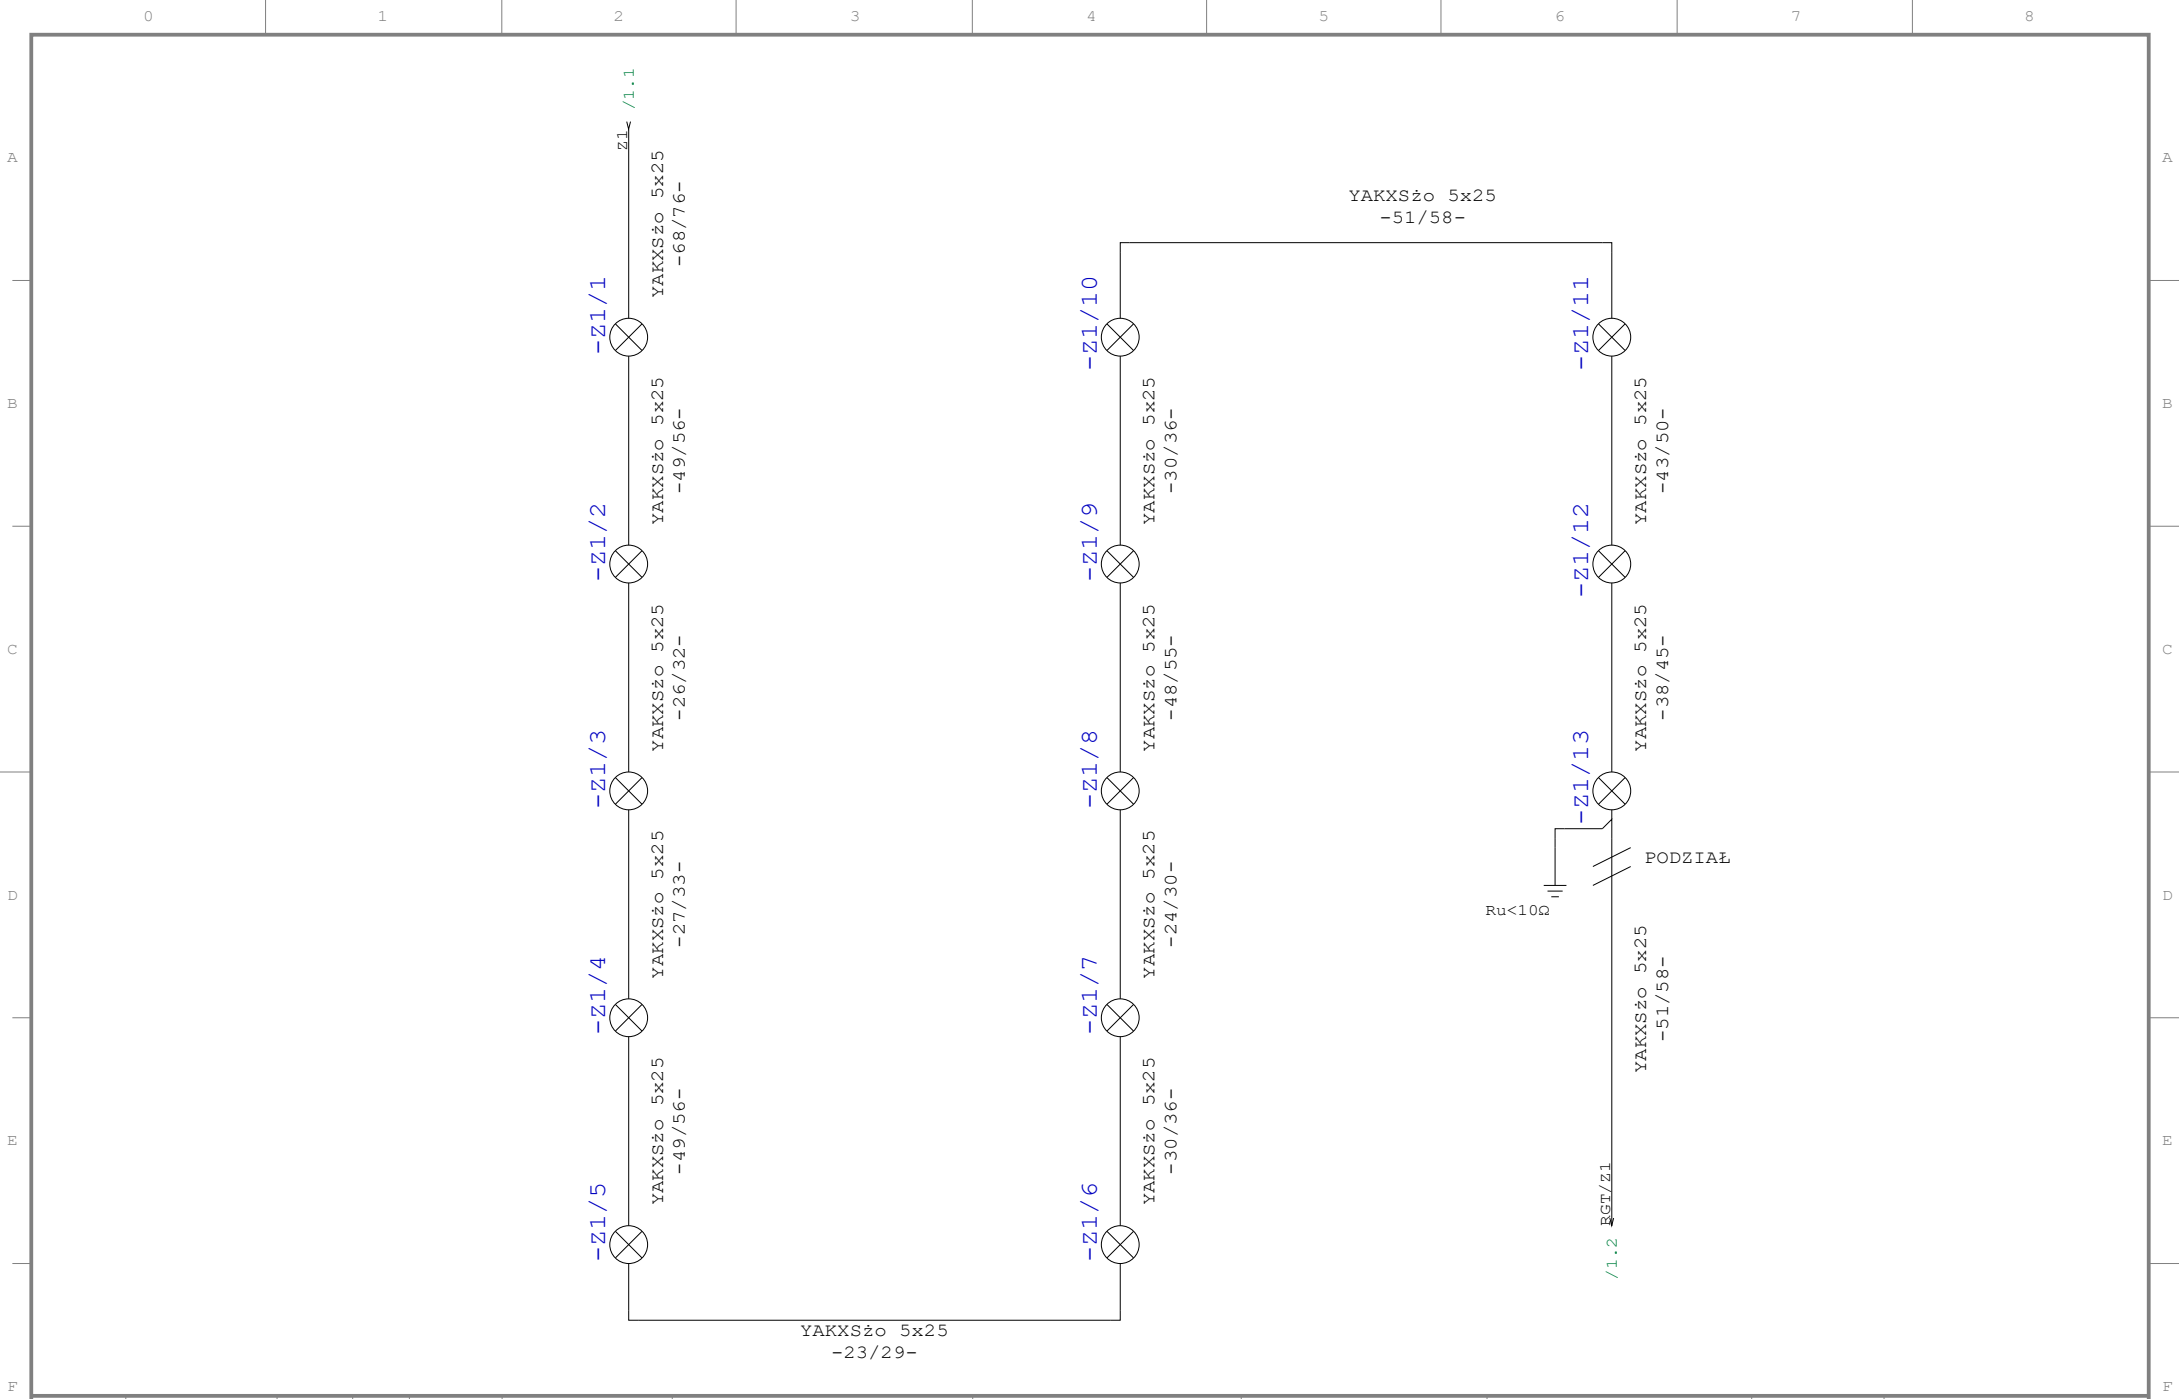 0 1 2 3 4 5 6 7 8
A
B
C
D
E
F
/1.1
Z1
YAKXSżo 5x25
-68/76-
-Z1/1
YAKXSżo 5x25
-49/56-
-Z1/2
YAKXSżo 5x25
-26/32-
-Z1/3
YAKXSżo 5x25
-27/33-
-Z1/4
YAKXSżo 5x25
-49/56-
-Z1/5
YAKXSżo 5x25
-23/29-
-Z1/6
YAKXSżo 5x25
-30/36-
-Z1/7
YAKXSżo 5x25
-24/30-
-Z1/8
YAKXSżo 5x25
-48/55-
-Z1/9
YAKXSżo 5x25
-30/36-
-Z1/10
YAKXSżo 5x25
-51/58-
-Z1/11
YAKXSżo 5x25
-43/50-
-Z1/12
YAKXSżo 5x25
-38/45-
-Z1/13
PODZIAŁ
Ru<10Ω
YAKXSżo 5x25
-51/58-
RGT/Z1
/1.2
A
B
C
D
E
F